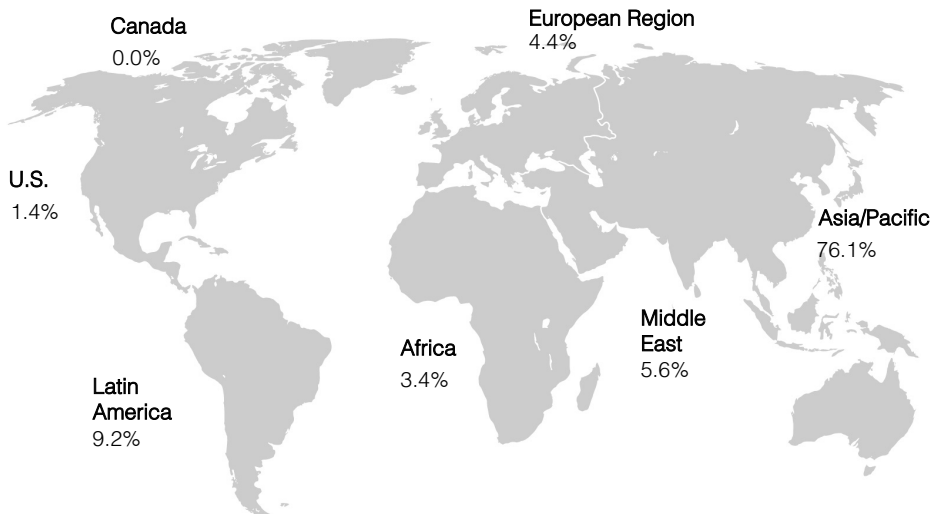 Canada
0.0%
European Region
4.4%
U.S.
1.4%
Asia/Pacific
76.1%
Middle
East
5.6%
Africa
3.4%
Latin
America
9.2%